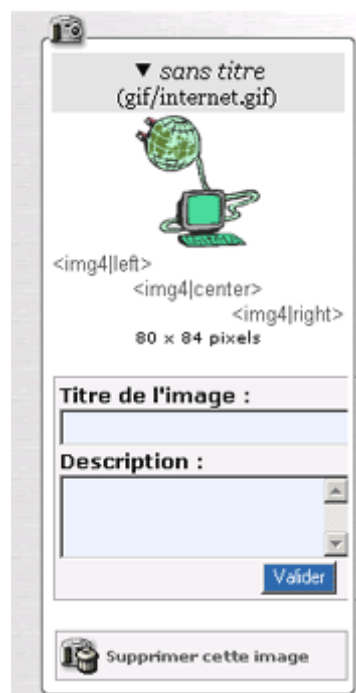 ▼ sans titre
(gif/internet.gif)
<img4|left>
<img4|center>
<img4|right>
80 x 84 pixels
Titre de l'image :
Description :
Valider
Supprimer cette image